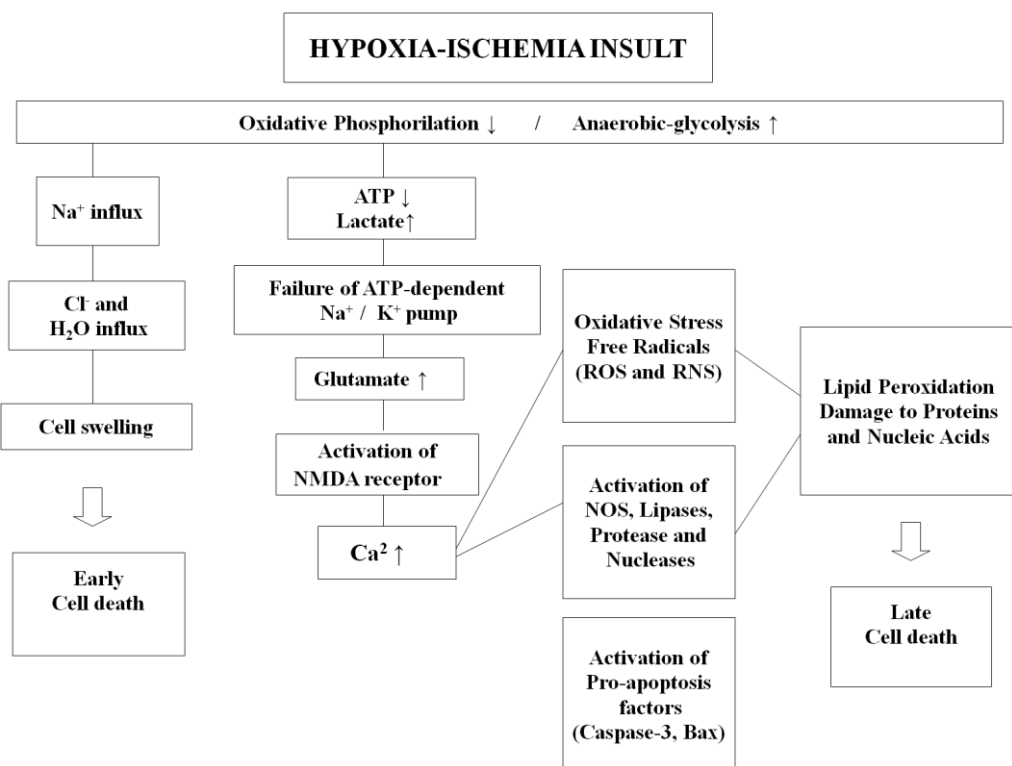 HYPOXIA-ISCHEMIA INSULT
Oxidative Phosphorilation ↓ / Anaerobic-glycolysis ↑
Na⁺ influx
Cl⁻ and
H₂O influx
Cell swelling
Early
Cell death
ATP ↓
Lactate↑
Failure of ATP-dependent
Na⁺ / K⁺ pump
Glutamate ↑
Activation of
NMDA receptor
Ca² ↑
Oxidative Stress
Free Radicals
(ROS and RNS)
Activation of
NOS, Lipases,
Protease and
Nucleases
Activation of
Pro-apoptosis
factors
(Caspase-3, Bax)
Lipid Peroxidation
Damage to Proteins
and Nucleic Acids
Late
Cell death